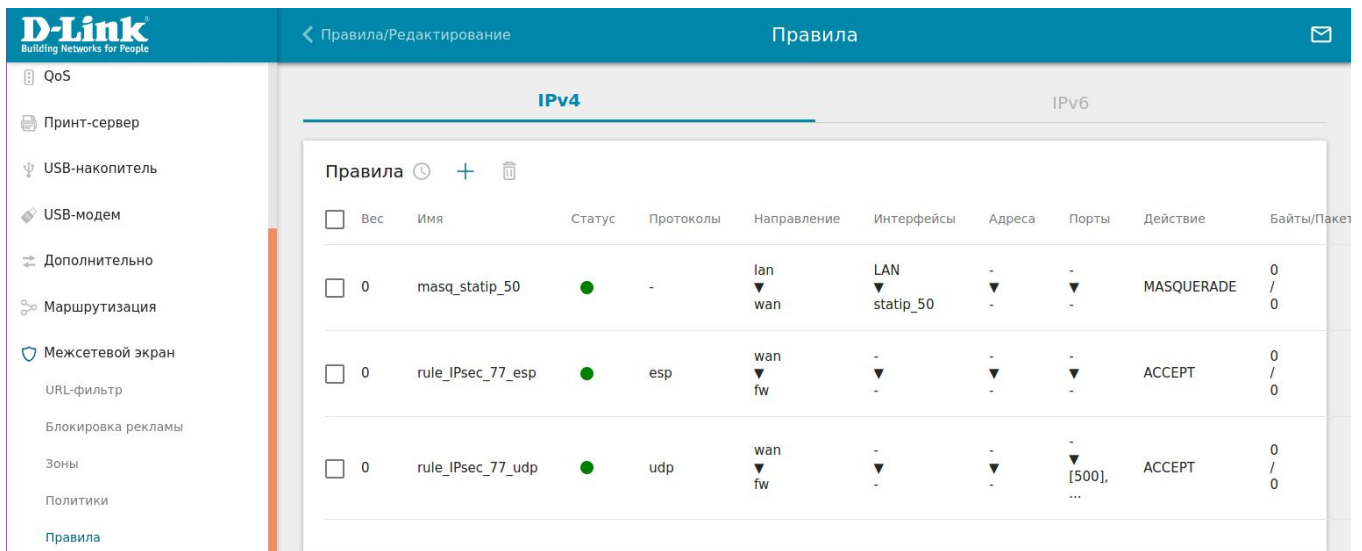 D-Link
Building Networks for People
Правила/Редактирование
Правила
QoS
Принт-сервер
USB-накопитель
USB-модем
Дополнительно
Маршрутизация
Межсетевой экран
URL-фильтр
Блокировка рекламы
Зоны
Политики
Правила
IPv4 IPv6
Правила
Вес Имя Статус Протоколы Направление Интерфейсы Адреса Порты Действие Байты/Пакет
0 masq_statip_50 - lan ▼ wan LAN ▼ statip_50 - ▼ - - ▼ - MASQUERADE 0 / 0
0 rule_IPsec_77_esp esp wan ▼ fw - ▼ - - ▼ - - ▼ - ACCEPT 0 / 0
0 rule_IPsec_77_udp udp wan ▼ fw - ▼ - - ▼ - - ▼ [500], ... ACCEPT 0 / 0